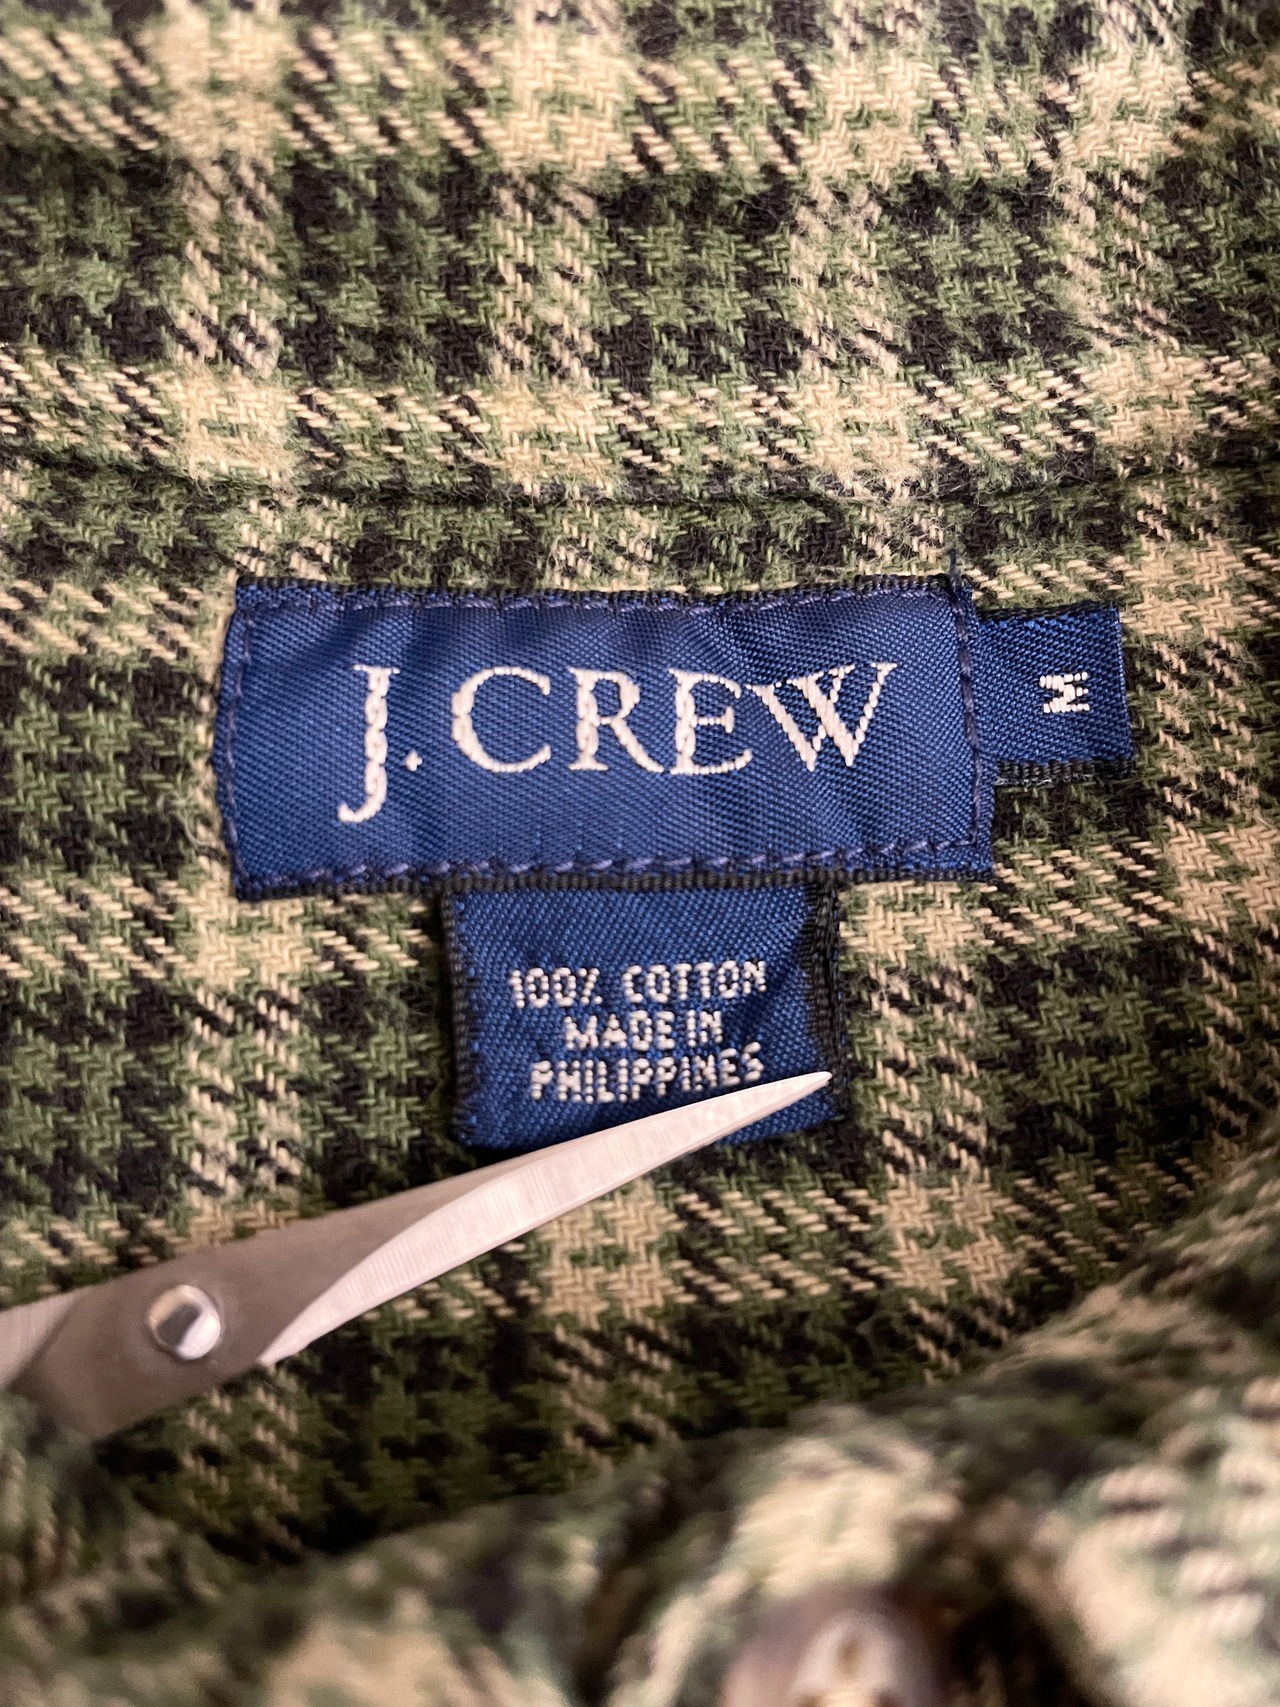 J.CREW
M
100% COTTON
MADE IN
PHILIPPINES